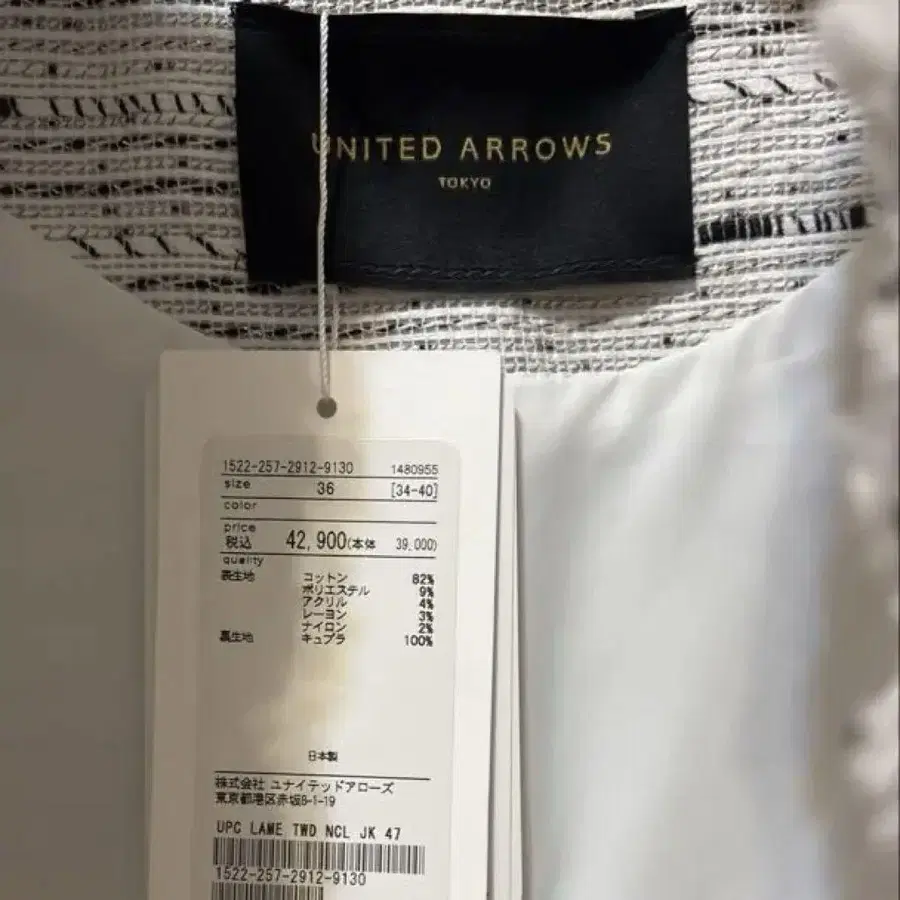 UNITED ARROWS
TOKYO
1522-257-2912-9130 1480955
size 36 [34-40]
color
price
税込 42,900(本体 39,000)
quality
表生地 コットン 82%
ポリエステル 9%
アクリル 4%
レーヨン 3%
ナイロン 2%
裏生地 キュプラ 100%
日本製
株式会社 ユナイテッドアローズ
東京都港区赤坂8-1-19
UPC LAME TWD NCL JK 47
1522-257-2912-9130